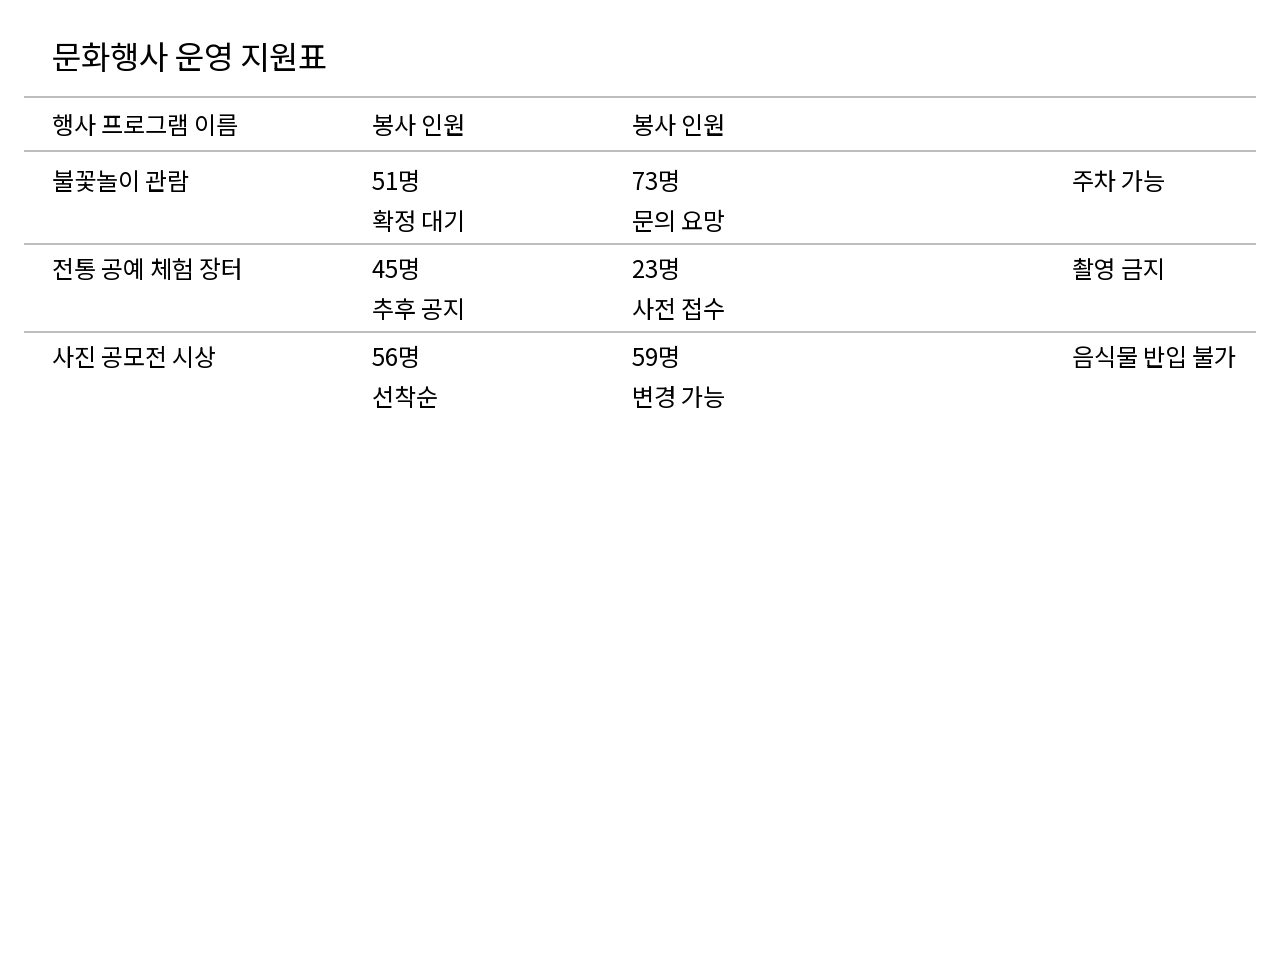 문화행사 운영 지원표
행사 프로그램 이름 봉사 인원 봉사 인원
불꽃놀이 관람 51명 73명 주차 가능
확정 대기 문의 요망
전통 공예 체험 장터 45명 23명 촬영 금지
추후 공지 사전 접수
사진 공모전 시상 56명 59명 음식물 반입 불가
선착순 변경 가능